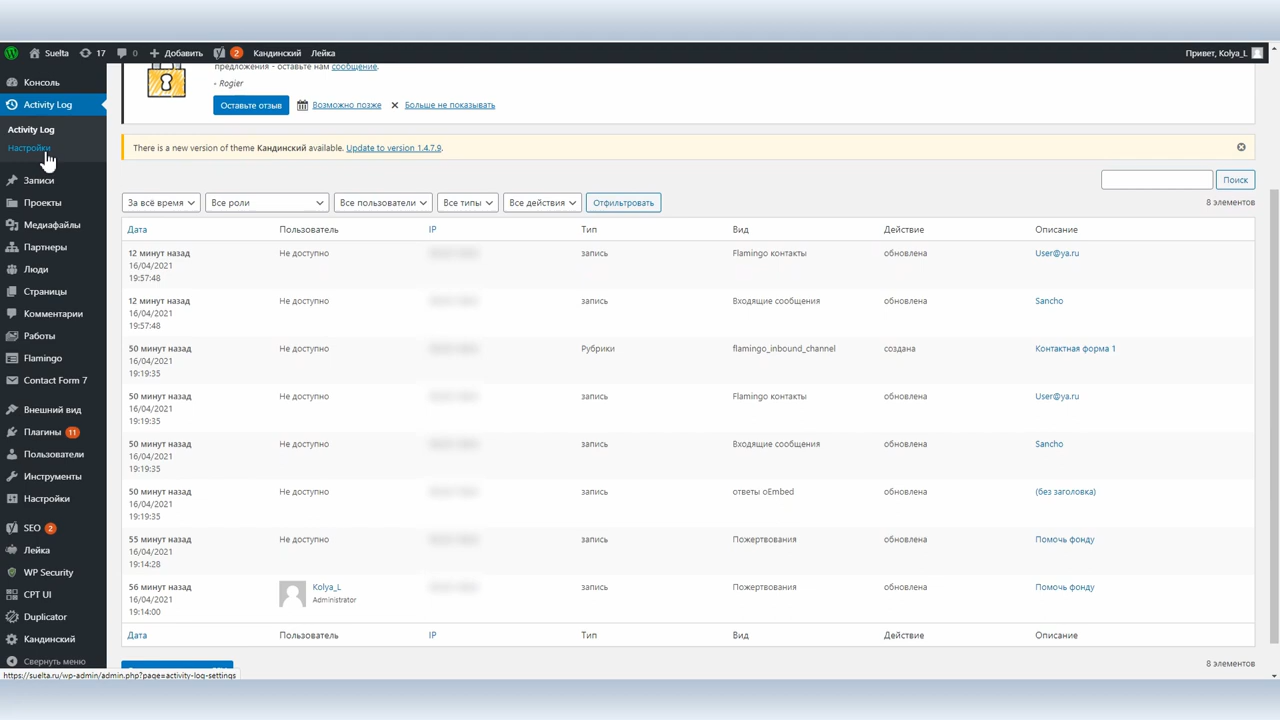 Suelta 17 0 Добавить 2 Кандинский Лейка Привет, Kolya_L
Консоль
Activity Log
Activity Log
Настройки
Записи
Проекты
Медиафайлы
Партнеры
Люди
Страницы
Комментарии
Работы
Flamingo
Contact Form 7
Внешний вид
Плагины 11
Пользователи
Инструменты
Настройки
SEO 2
Лейка
WP Security
CPT UI
Duplicator
Кандинский
Свернуть меню
предложения - оставьте нам сообщение.
- Rogier
Оставьте отзыв Возможно позже Больше не показывать
There is a new version of theme Кандинский available. Update to version 1.4.7.9.
Поиск
За всё время Все роли Все пользователи Все типы Все действия Отфильтровать 8 элементов
Дата Пользователь IP Тип Вид Действие Описание
12 минут назад Не доступно запись Flamingo контакты обновлена User@ya.ru
16/04/2021
19:57:48
12 минут назад Не доступно запись Входящие сообщения обновлена Sancho
16/04/2021
19:57:48
50 минут назад Не доступно Рубрики flamingo_inbound_channel создана Контактная форма 1
16/04/2021
19:19:35
50 минут назад Не доступно запись Flamingo контакты обновлена User@ya.ru
16/04/2021
19:19:35
50 минут назад Не доступно запись Входящие сообщения обновлена Sancho
16/04/2021
19:19:35
50 минут назад Не доступно запись ответы oEmbed обновлена (без заголовка)
16/04/2021
19:19:35
55 минут назад Не доступно запись Пожертвования обновлена Помочь фонду
16/04/2021
19:14:28
56 минут назад Kolya_L запись Пожертвования обновлена Помочь фонду
16/04/2021 Administrator
19:14:00
Дата Пользователь IP Тип Вид Действие Описание
8 элементов
https://suelta.ru/wp-admin/admin.php?page=activity-log-settings